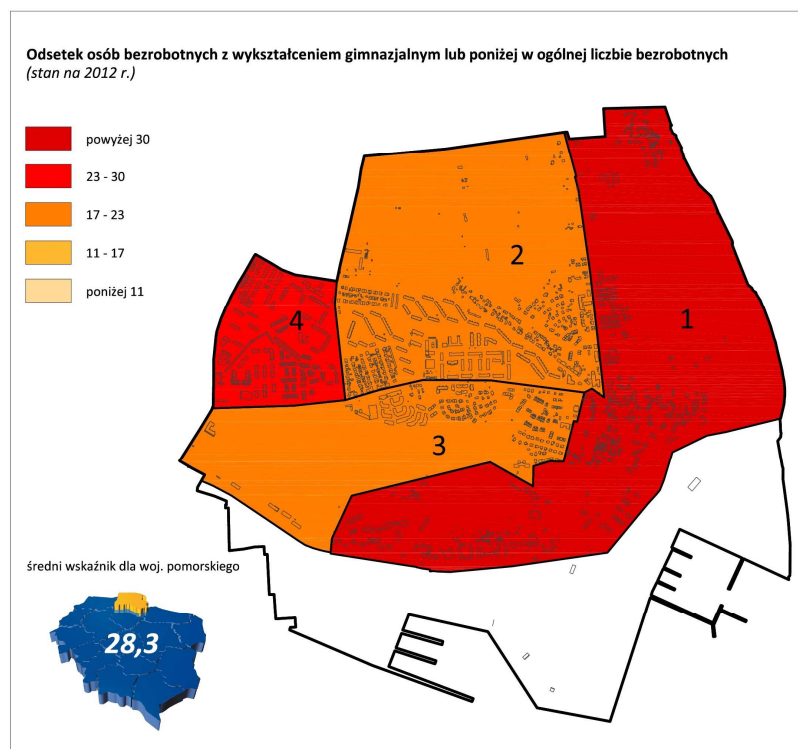 Odsetek osób bezrobotnych z wykształceniem gimnazjalnym lub poniżej w ogólnej liczbie bezrobotnych
(stan na 2012 r.)
powyżej 30
23 - 30
17 - 23
11 - 17
poniżej 11
2
4
1
3
średni wskaźnik dla woj. pomorskiego
28,3